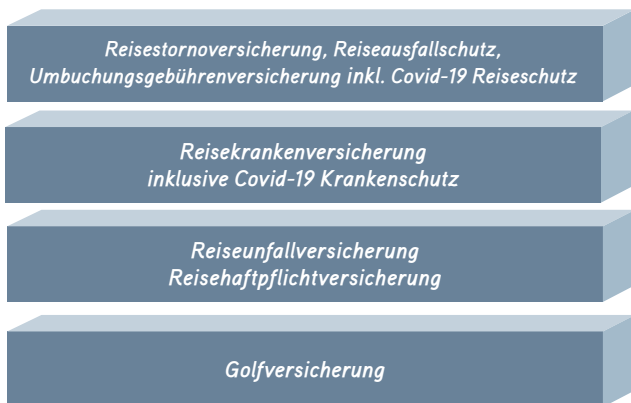 Reisestornoversicherung, Reiseausfallschutz,
Umbuchungsgebührenversicherung inkl. Covid-19 Reiseschutz
Reisekrankenversicherung
inklusive Covid-19 Krankenschutz
Reiseunfallversicherung
Reisehaftpflichtversicherung
Golfversicherung